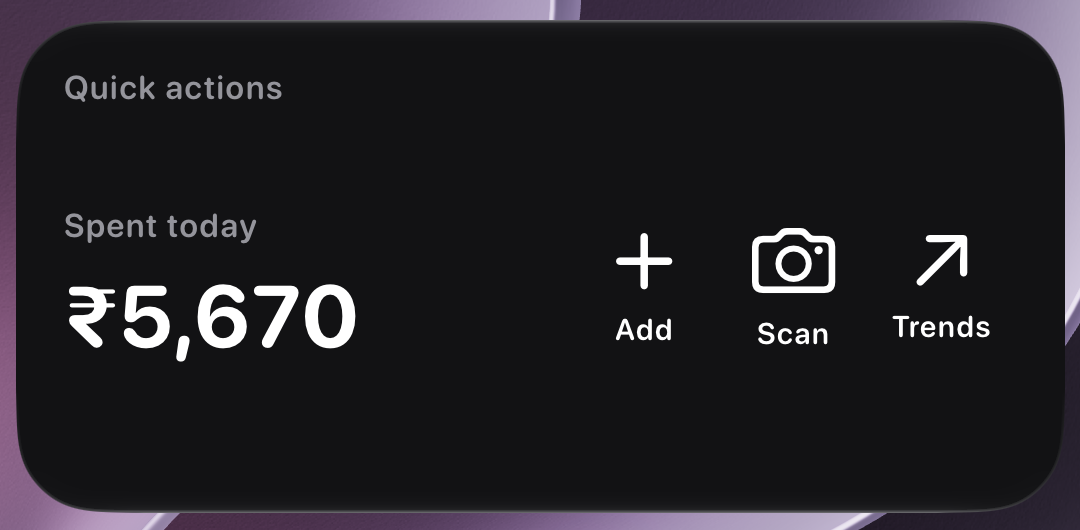 Quick actions
Spent today
₹5,670
Add
Scan
Trends